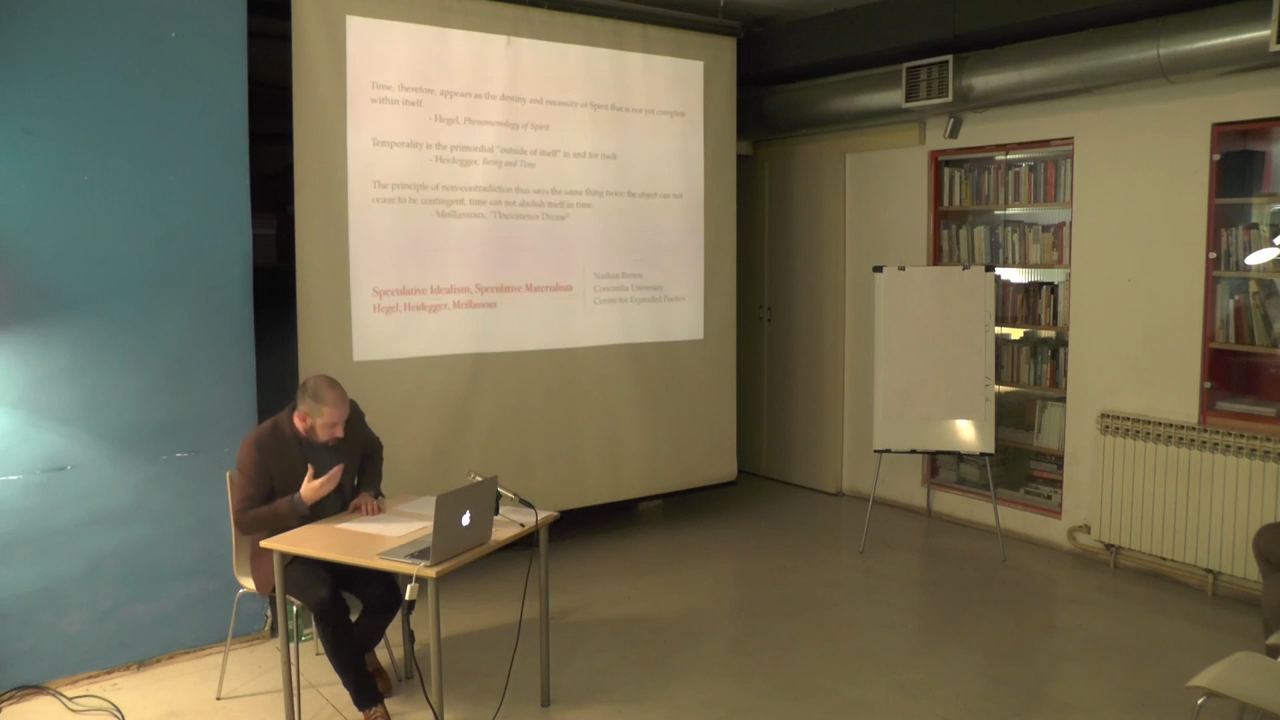 Time, therefore, appears as the destiny and necessity of Spirit that is not yet complete
within itself.
- Hegel, Phenomenology of Spirit
Temporality is the primordial "outside of itself" in and for itself.
- Heidegger, Being and Time
The principle of non-contradiction thus says the same thing twice: the object can not
cease to be contingent, time can not abolish itself in time.
- Meillassoux,
Speculative Idealism, Speculative Materialism
Hegel, Heidegger, Meillassoux
Nathan Brown
Concordia University
Centre for Expanded Poetics